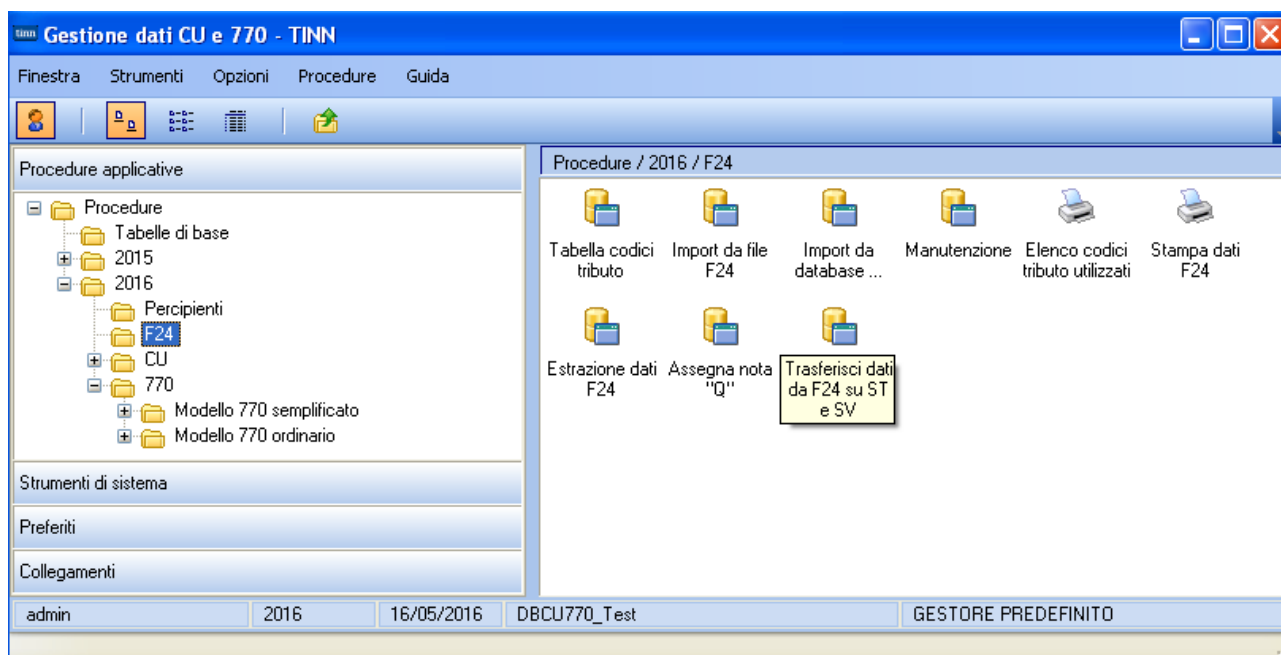 tinn Gestione dati CU e 770 - TINN
Finestra Strumenti Opzioni Procedure Guida
Procedure applicative
Procedure
Tabelle di base
2015
2016
Percipienti
F24
CU
770
Modello 770 semplificato
Modello 770 ordinario
Strumenti di sistema
Preferiti
Collegamenti
Procedure / 2016 / F24
Tabella codici
tributo
Import da file
F24
Import da
database ...
Manutenzione
Elenco codici
tributo utilizzati
Stampa dati
F24
Estrazione dati
F24
Assegna nota
"Q"
Trasferisci dati
da F24 su ST
e SV
admin 2016 16/05/2016 DBCU770_Test GESTORE PREDEFINITO